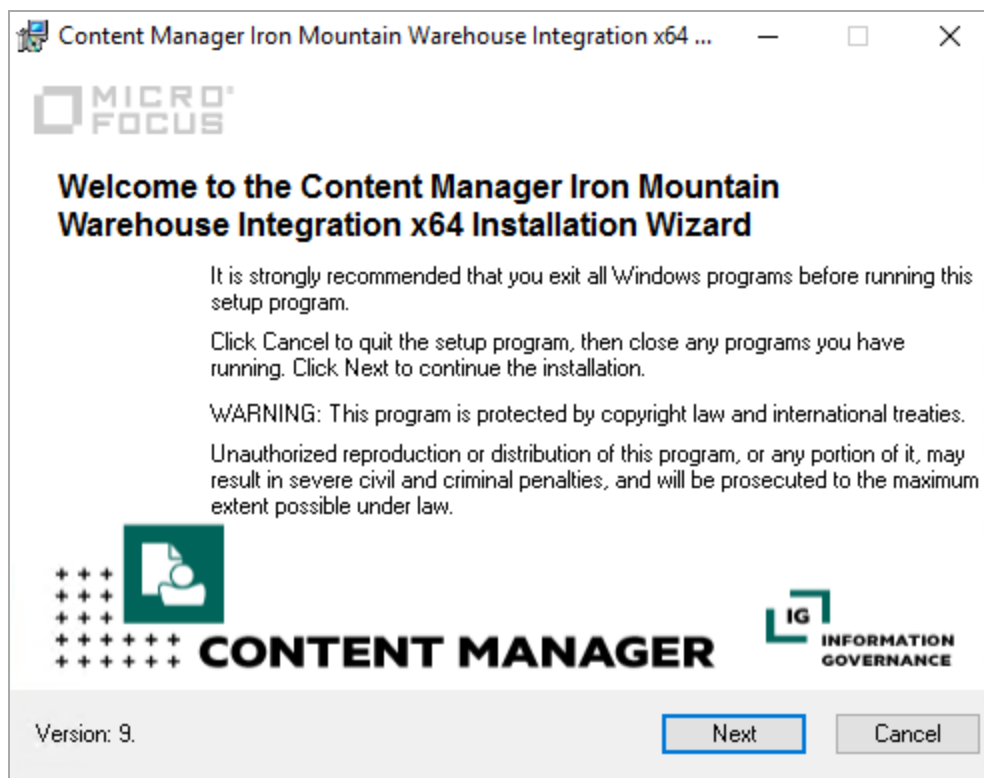 Content Manager Iron Mountain Warehouse Integration x64 ...
MICRO
FOCUS
Welcome to the Content Manager Iron Mountain
Warehouse Integration x64 Installation Wizard
It is strongly recommended that you exit all Windows programs before running this
setup program.
Click Cancel to quit the setup program, then close any programs you have
running. Click Next to continue the installation.
WARNING: This program is protected by copyright law and international treaties.
Unauthorized reproduction or distribution of this program, or any portion of it, may
result in severe civil and criminal penalties, and will be prosecuted to the maximum
extent possible under law.
CONTENT MANAGER
IG
INFORMATION
GOVERNANCE
Version: 9.
Next
Cancel